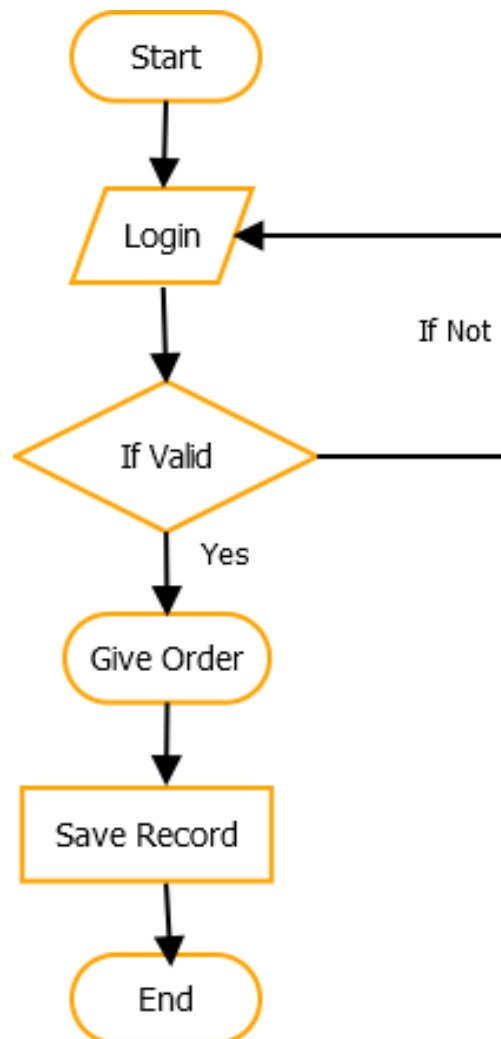 Start
Login
If Not
If Valid
Yes
Give Order
Save Record
End